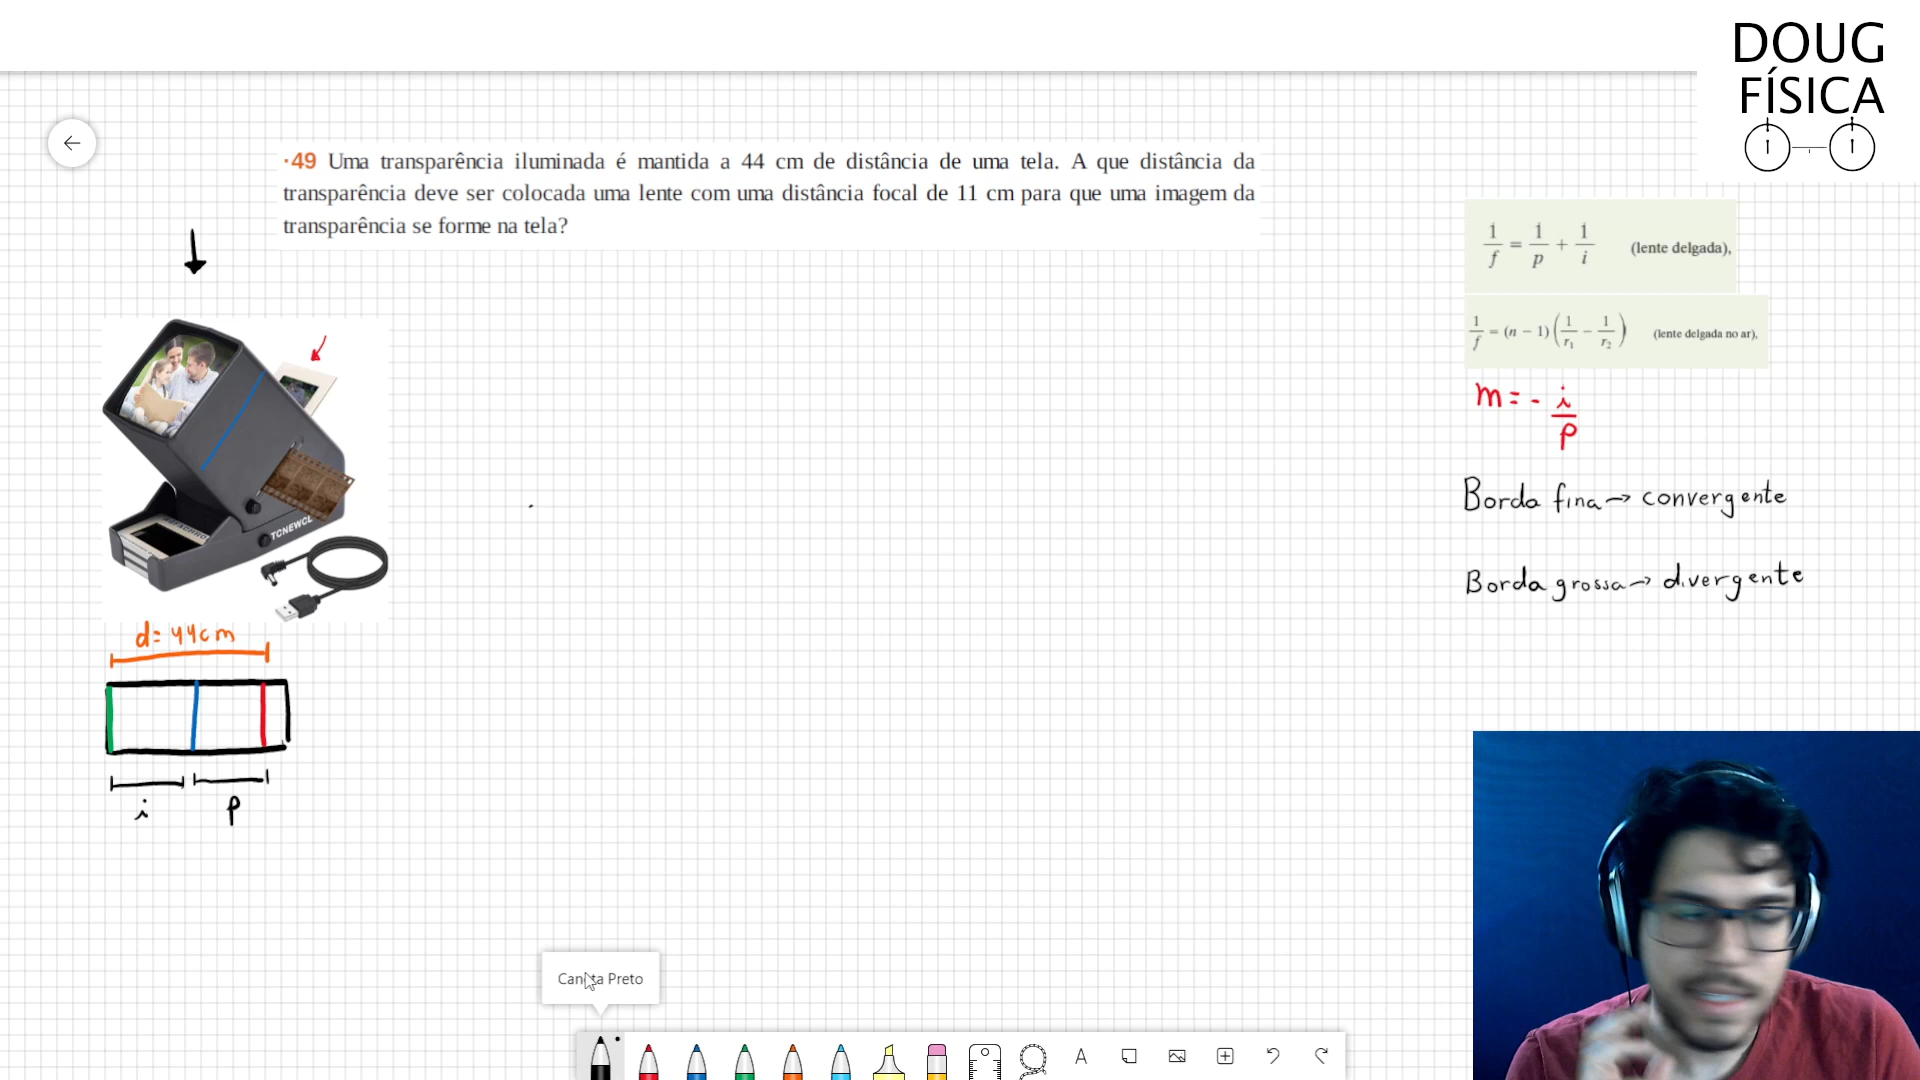 DOUG
FÍSICA
·49 Uma transparência iluminada é mantida a 44 cm de distância de uma tela. A que distância da
transparência deve ser colocada uma lente com uma distância focal de 11 cm para que uma imagem da
transparência se forme na tela?
1/f = 1/p + 1/i (lente delgada),
1/f = (n − 1) (1/r₁ − 1/r₂) (lente delgada no ar),
m = - i/p
Borda fina → convergente
Borda grossa → divergente
d = 44cm
i p
Caneta Preto
A